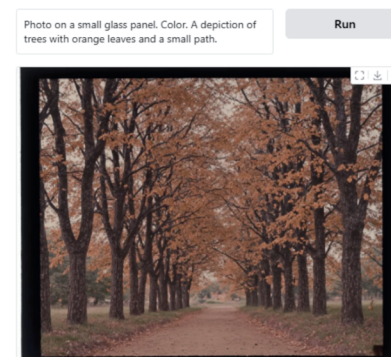 Photo on a small glass panel. Color. A depiction of
trees with orange leaves and a small path.
Run